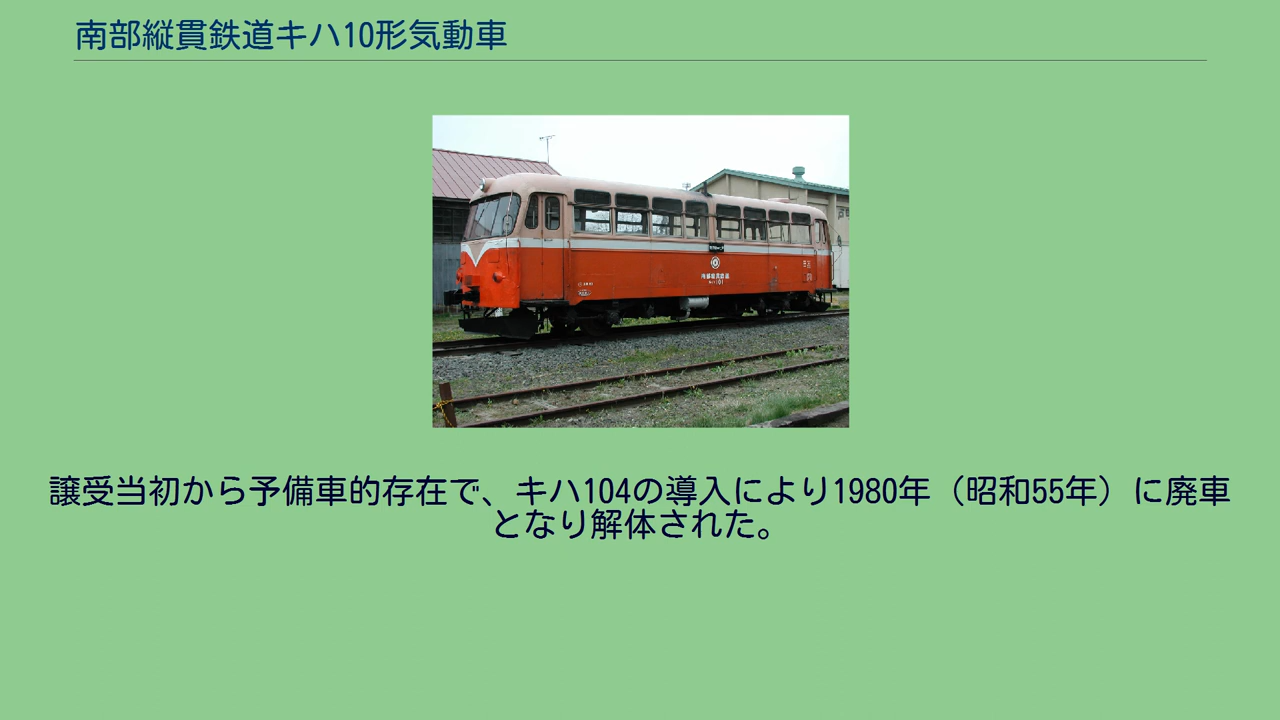 南部縦貫鉄道キハ10形気動車
譲受当初から予備車的存在で、キハ104の導入により1980年（昭和55年）に廃車
となり解体された。